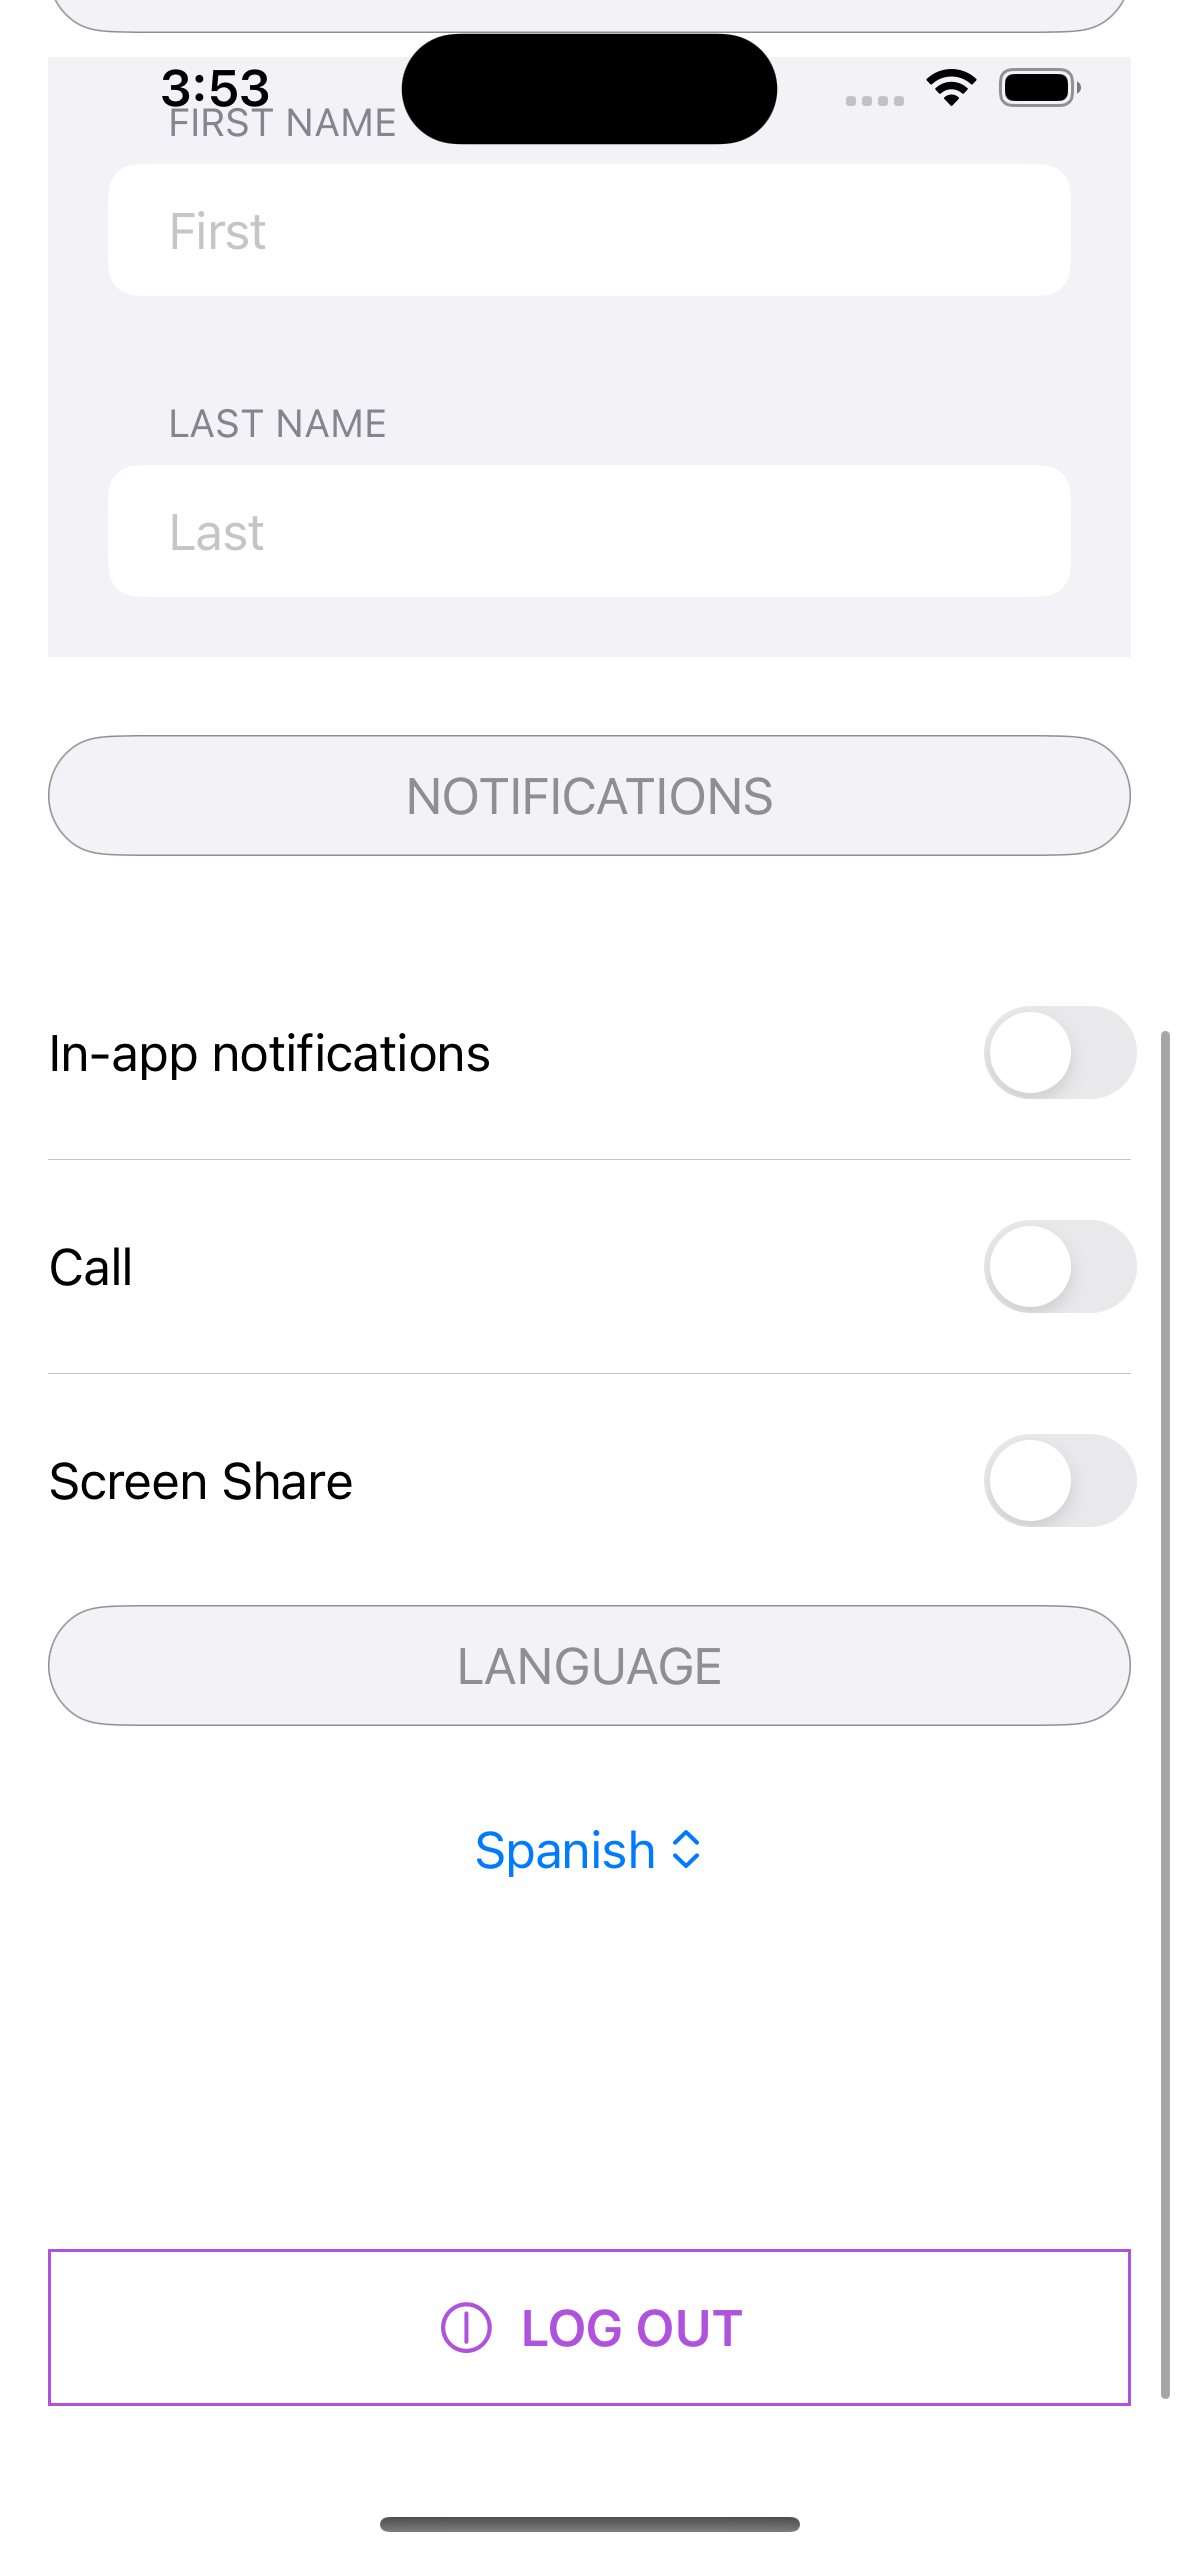 3:53
FIRST NAME
First
LAST NAME
Last
NOTIFICATIONS
In-app notifications
Call
Screen Share
LANGUAGE
Spanish
LOG OUT